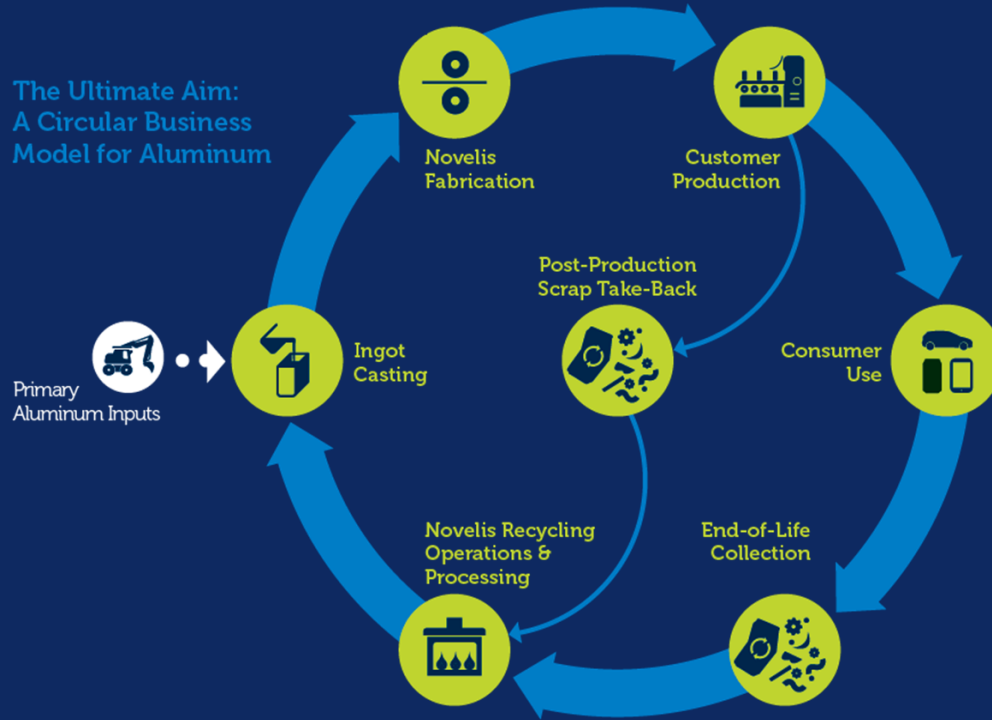 The Ultimate Aim:
A Circular Business
Model for Aluminum
Novelis
Fabrication
Customer
Production
Post-Production
Scrap Take-Back
Ingot
Casting
Consumer
Use
Primary
Aluminum Inputs
Novelis Recycling
Operations &
Processing
End-of-Life
Collection